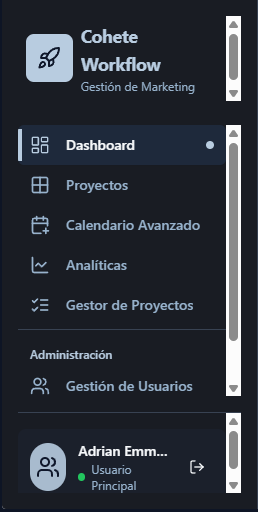 Cohete
Workflow
Gestión de Marketing
Dashboard
Proyectos
Calendario Avanzado
Analíticas
Gestor de Proyectos
Administración
Gestión de Usuarios
Adrian Emm...
Usuario
Principal